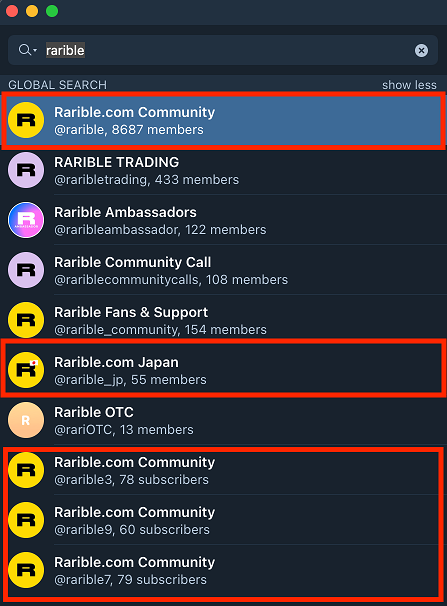 rarible
GLOBAL SEARCH show less
R Rarible.com Community
@rarible, 8687 members
R RARIBLE TRADING
@raribletrading, 433 members
R Rarible Ambassadors
@raribleambassador, 122 members
R Rarible Community Call
@rariblecommunitycalls, 108 members
R Rarible Fans & Support
@rarible_community, 154 members
R Rarible.com Japan
@rarible_jp, 55 members
R Rarible OTC
@rariOTC, 13 members
R Rarible.com Community
@rarible3, 78 subscribers
R Rarible.com Community
@rarible9, 60 subscribers
R Rarible.com Community
@rarible7, 79 subscribers